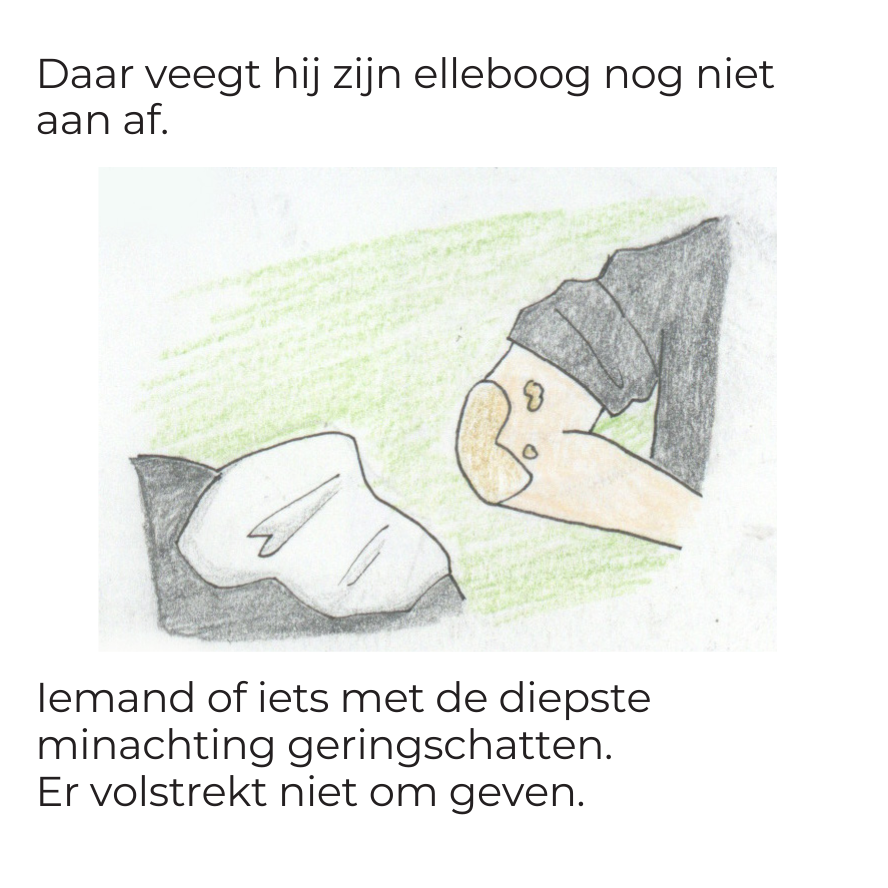 Daar veegt hij zijn elleboog nog niet
aan af.
Iemand of iets met de diepste
minachting geringschatten.
Er volstrekt niet om geven.